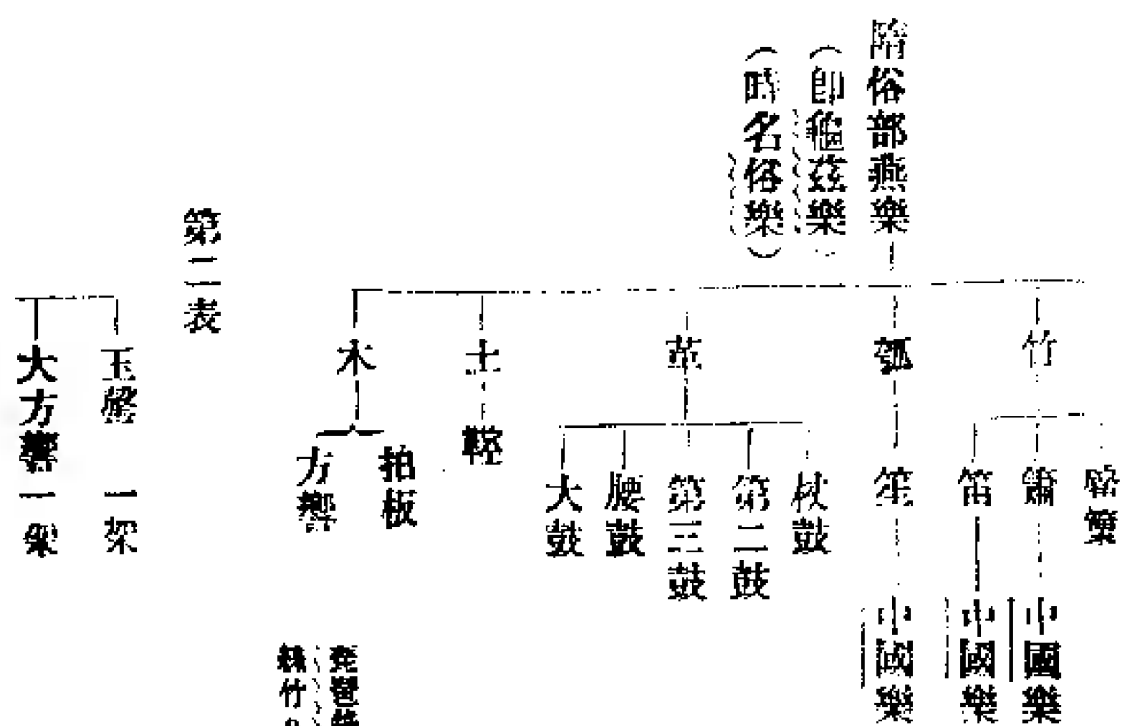 隋俗部燕樂
(卽龜茲樂)
(時名俗樂)
竹
觱篥
簫
中國樂
笛
中國樂
匏
笙
中國樂
革
杖鼓
第二鼓
第三鼓
腰鼓
大鼓
土
木
拍板
方響
第二表
玉磬 一架
大方響一架